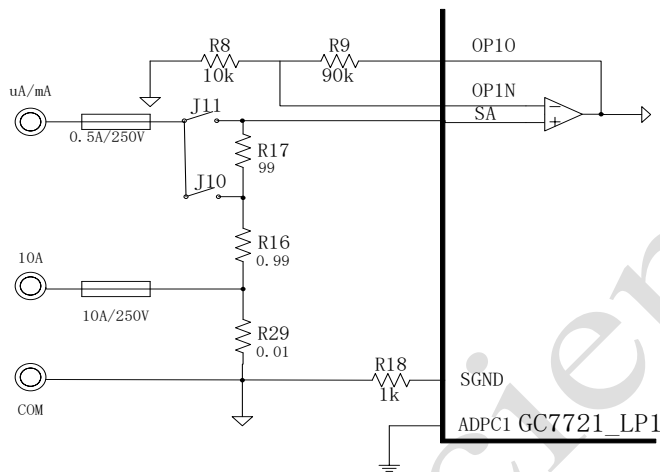 R8
10k
R9
90k
OP1O
OP1N
SA
uA/mA
0.5A/250V
J11
R17
99
J10
R16
0.99
10A
10A/250V
R29
0.01
COM
R18
1k
SGND
ADPC1
GC7721_LP1